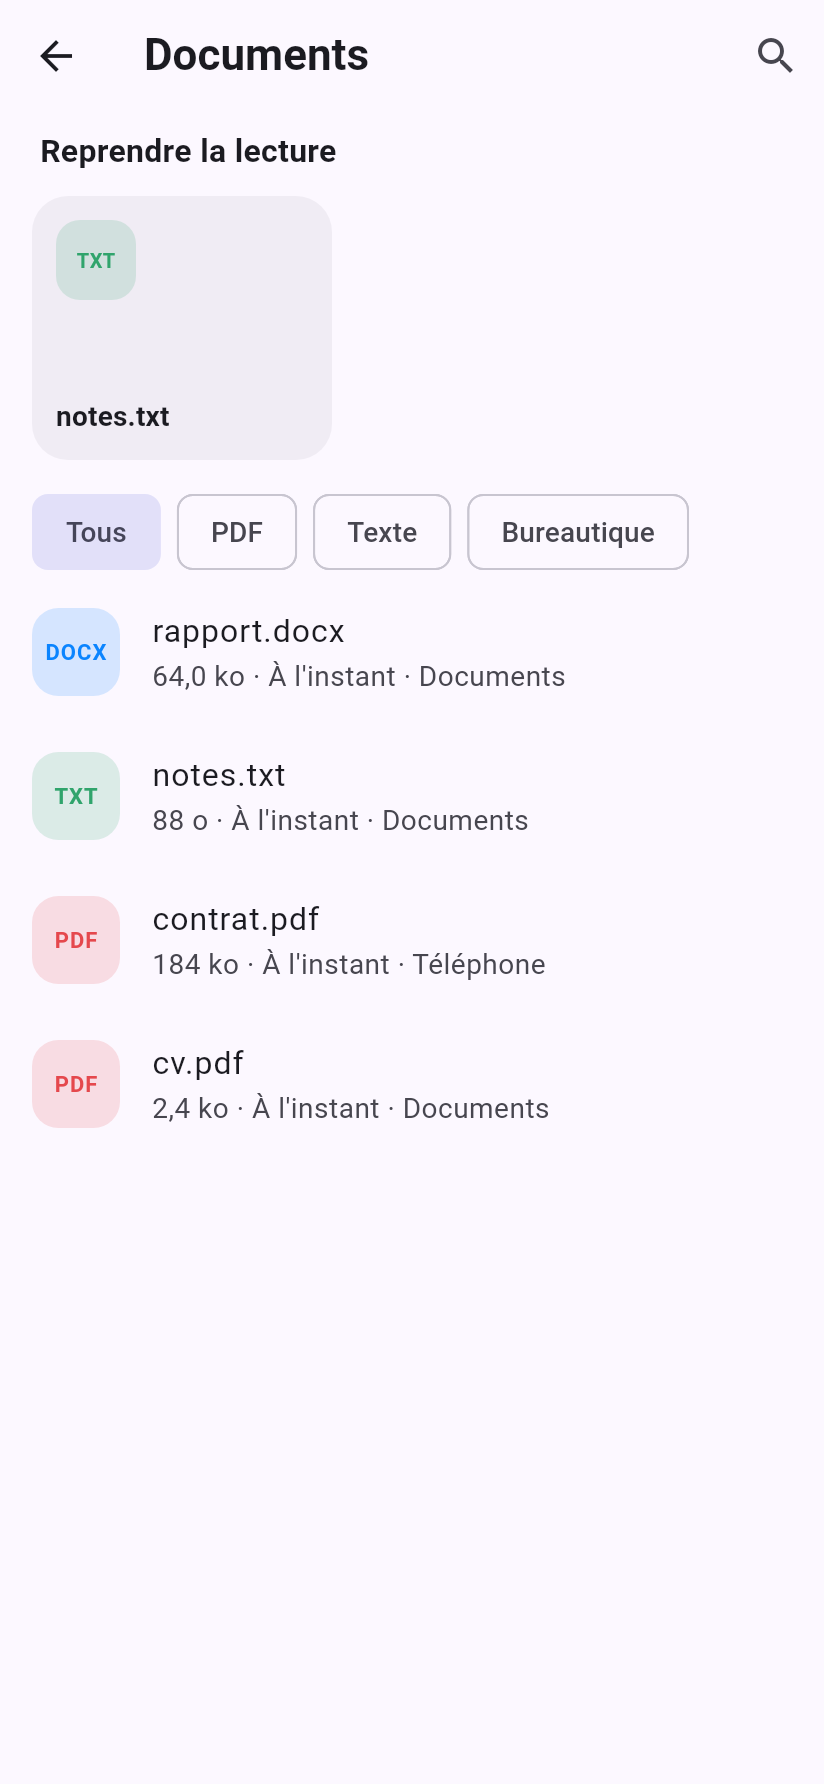 Documents
Reprendre la lecture
TXT
notes.txt
Tous PDF Texte Bureautique
DOCX
rapport.docx
64,0 ko · À l'instant · Documents
TXT
notes.txt
88 o · À l'instant · Documents
PDF
contrat.pdf
184 ko · À l'instant · Téléphone
PDF
cv.pdf
2,4 ko · À l'instant · Documents